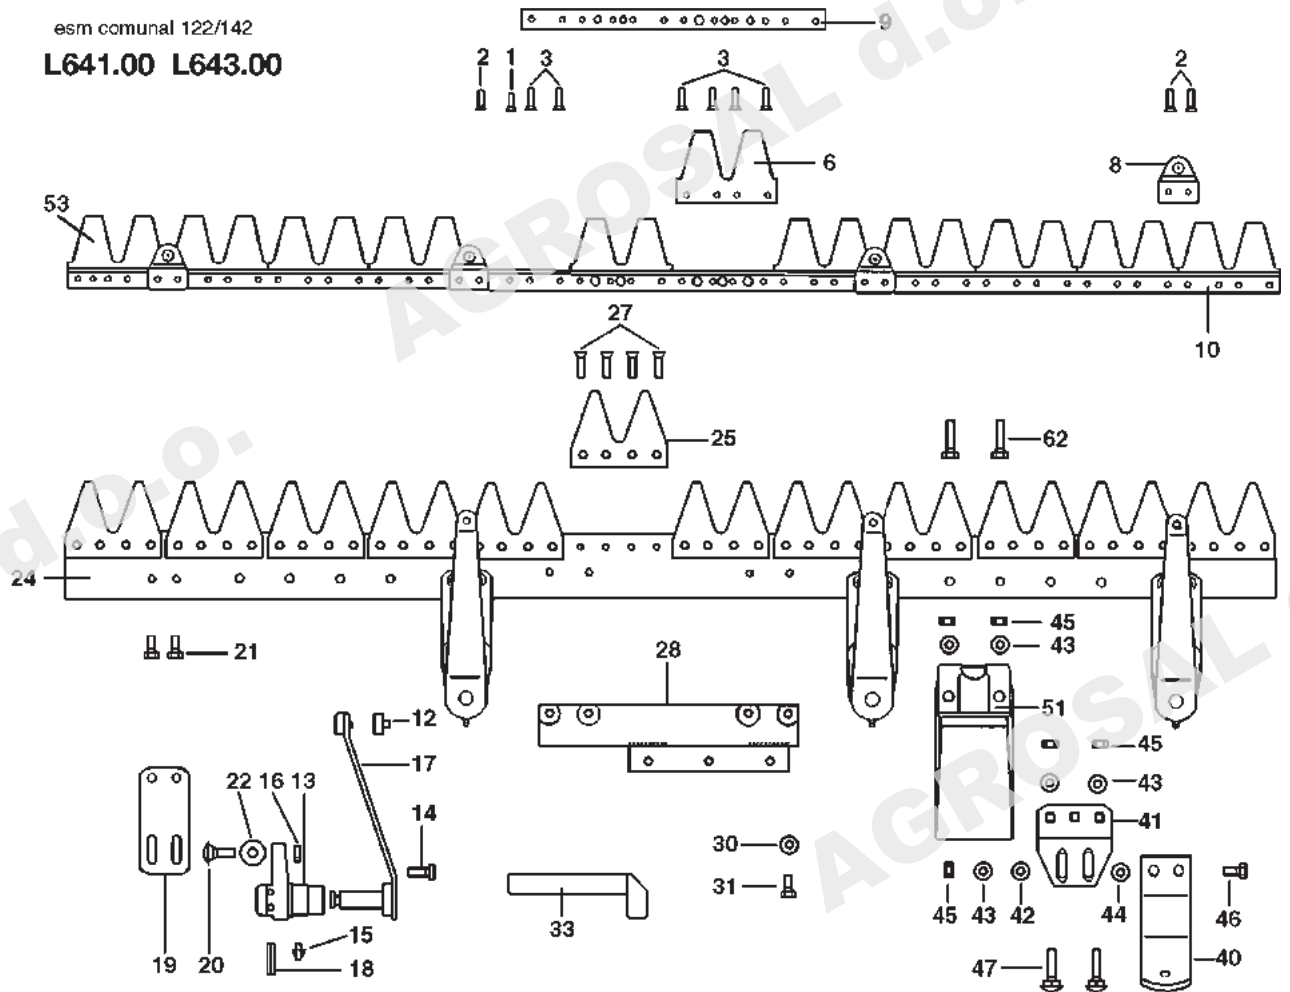 9
esm comunal 122/142
L641.00 L643.00
2 1 3 3 2
6 8
53
27
10
25 62
24
45
21 28 43
12 51
17 45
22 16 13 43
14 41
30
31
45 43 42 44 46
33
15
19 20 18 47 40
AGROSAL d.o.o.
d.o.o.
AGROSAL